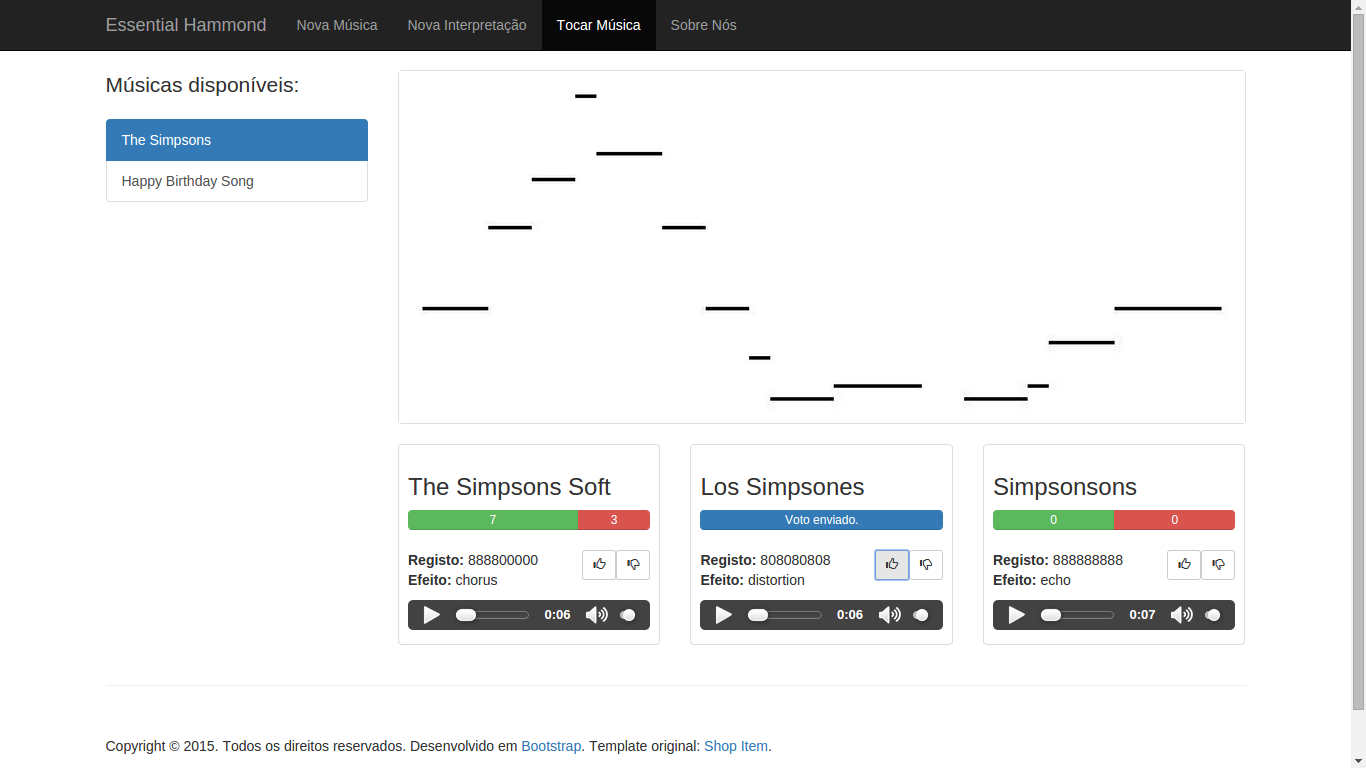 Essential Hammond Nova Música Nova Interpretação Tocar Música Sobre Nós
Músicas disponíveis:
The Simpsons
Happy Birthday Song
The Simpsons Soft
7 3
Registo: 888800000
Efeito: chorus
0:06
Los Simpsones
Voto enviado.
Registo: 808080808
Efeito: distortion
0:06
Simpsonsons
0 0
Registo: 888888888
Efeito: echo
0:07
Copyright © 2015. Todos os direitos reservados. Desenvolvido em Bootstrap. Template original: Shop Item.